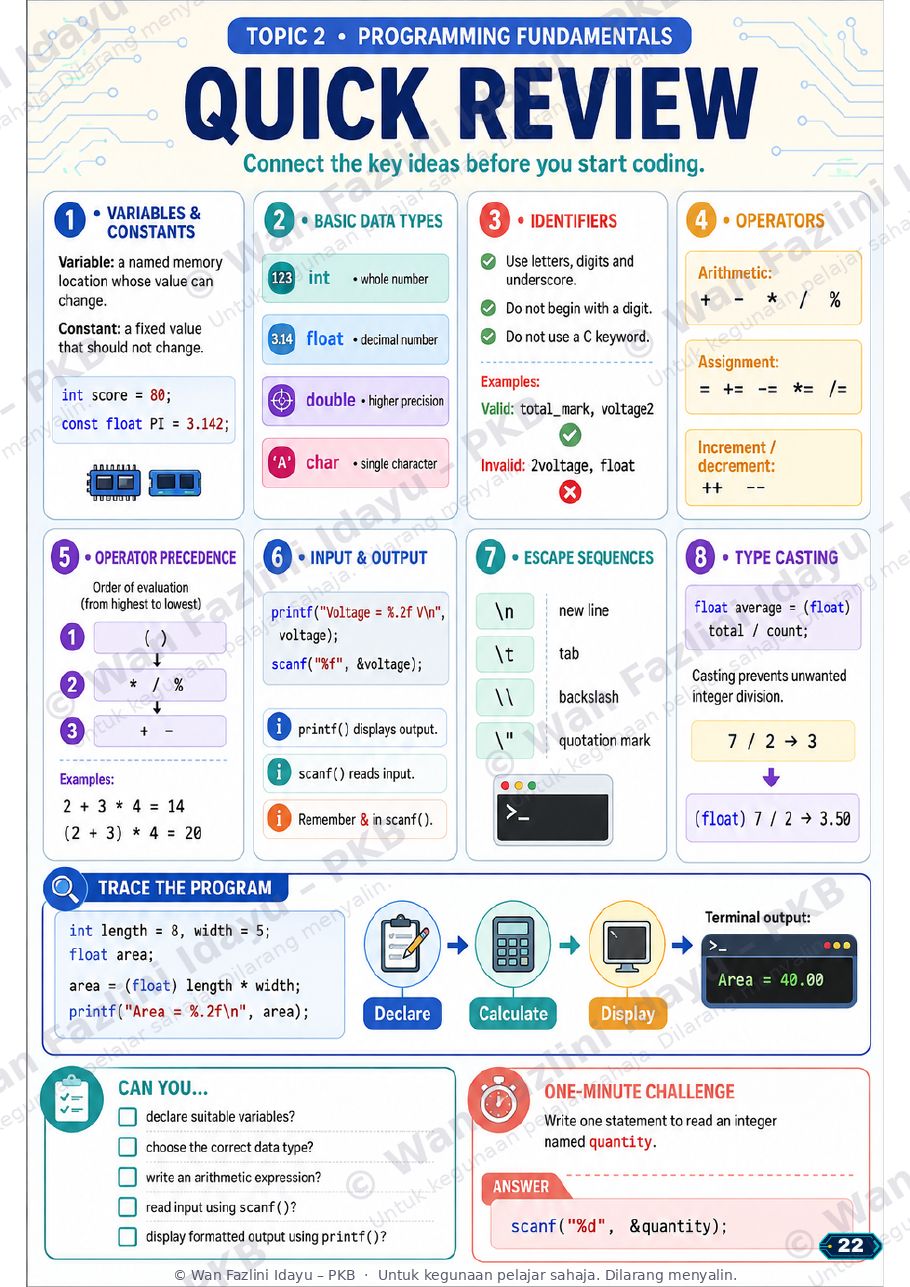 TOPIC 2 • PROGRAMMING FUNDAMENTALS
QUICK REVIEW
Connect the key ideas before you start coding.
1 • VARIABLES &
CONSTANTS
Variable: a named memory
location whose value can
change.
Constant: a fixed value
that should not change.
int score = 80;
const float PI = 3.142;
2 • BASIC DATA TYPES
123 int • whole number
3.14 float • decimal number
double • higher precision
'A' char • single character
3 • IDENTIFIERS
Use letters, digits and
underscore.
Do not begin with a digit.
Do not use a C keyword.
Examples:
Valid: total_mark, voltage2
Invalid: 2voltage, float
4 • OPERATORS
Arithmetic:
+ - * / %
Assignment:
= += -= *= /=
Increment /
decrement:
++ --
5 • OPERATOR PRECEDENCE
Order of evaluation
(from highest to lowest)
1 ( )
2 * / %
3 + -
Examples:
2 + 3 * 4 = 14
(2 + 3) * 4 = 20
6 • INPUT & OUTPUT
printf("Voltage = %.2f V\n",
voltage);
scanf("%f", &voltage);
i printf() displays output.
i scanf() reads input.
i Remember & in scanf().
7 • ESCAPE SEQUENCES
\n new line
\t tab
\\ backslash
\" quotation mark
>_
8 • TYPE CASTING
float average = (float)
total / count;
Casting prevents unwanted
integer division.
7 / 2 → 3
(float) 7 / 2 → 3.50
TRACE THE PROGRAM
int length = 8, width = 5;
float area;
area = (float) length * width;
printf("Area = %.2f\n", area);
Declare
Calculate
Display
Terminal output:
>_
Area = 40.00
CAN YOU...
declare suitable variables?
choose the correct data type?
write an arithmetic expression?
read input using scanf()?
display formatted output using printf()?
ONE-MINUTE CHALLENGE
Write one statement to read an integer
named quantity.
ANSWER
scanf("%d", &quantity);
22
© Wan Fazlini Idayu – PKB · Untuk kegunaan pelajar sahaja. Dilarang menyalin.